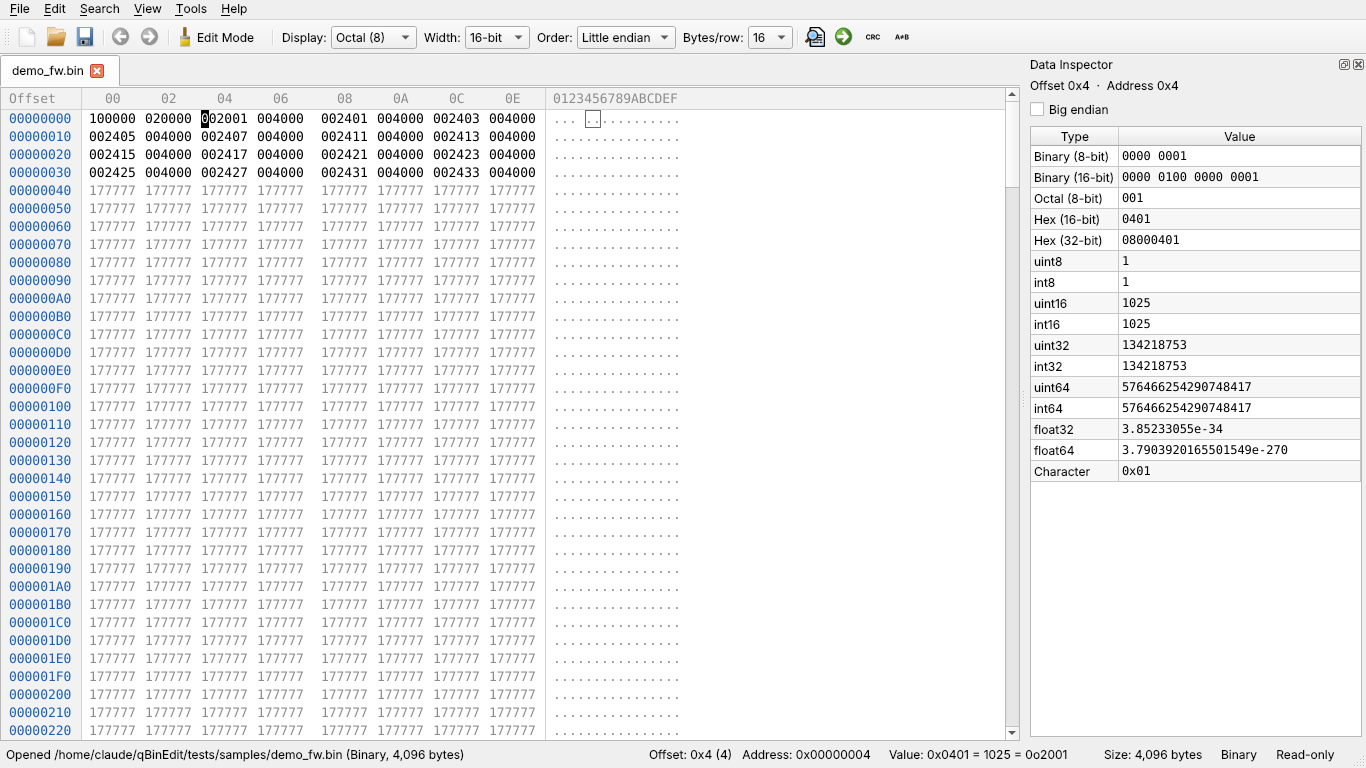 File Edit Search View Tools Help
Edit Mode Display: Octal (8) Width: 16-bit Order: Little endian Bytes/row: 16 CRC A≠B
demo_fw.bin
Offset 00 02 04 06 08 0A 0C 0E 0123456789ABCDEF
00000000 100000 020000 002001 004000 002401 004000 002403 004000 ... ............
00000010 002405 004000 002407 004000 002411 004000 002413 004000 ................
00000020 002415 004000 002417 004000 002421 004000 002423 004000 ................
00000030 002425 004000 002427 004000 002431 004000 002433 004000 ................
00000040 177777 177777 177777 177777 177777 177777 177777 177777 ................
00000050 177777 177777 177777 177777 177777 177777 177777 177777 ................
00000060 177777 177777 177777 177777 177777 177777 177777 177777 ................
00000070 177777 177777 177777 177777 177777 177777 177777 177777 ................
00000080 177777 177777 177777 177777 177777 177777 177777 177777 ................
00000090 177777 177777 177777 177777 177777 177777 177777 177777 ................
000000A0 177777 177777 177777 177777 177777 177777 177777 177777 ................
000000B0 177777 177777 177777 177777 177777 177777 177777 177777 ................
000000C0 177777 177777 177777 177777 177777 177777 177777 177777 ................
000000D0 177777 177777 177777 177777 177777 177777 177777 177777 ................
000000E0 177777 177777 177777 177777 177777 177777 177777 177777 ................
000000F0 177777 177777 177777 177777 177777 177777 177777 177777 ................
00000100 177777 177777 177777 177777 177777 177777 177777 177777 ................
00000110 177777 177777 177777 177777 177777 177777 177777 177777 ................
00000120 177777 177777 177777 177777 177777 177777 177777 177777 ................
00000130 177777 177777 177777 177777 177777 177777 177777 177777 ................
00000140 177777 177777 177777 177777 177777 177777 177777 177777 ................
00000150 177777 177777 177777 177777 177777 177777 177777 177777 ................
00000160 177777 177777 177777 177777 177777 177777 177777 177777 ................
00000170 177777 177777 177777 177777 177777 177777 177777 177777 ................
00000180 177777 177777 177777 177777 177777 177777 177777 177777 ................
00000190 177777 177777 177777 177777 177777 177777 177777 177777 ................
000001A0 177777 177777 177777 177777 177777 177777 177777 177777 ................
000001B0 177777 177777 177777 177777 177777 177777 177777 177777 ................
000001C0 177777 177777 177777 177777 177777 177777 177777 177777 ................
000001D0 177777 177777 177777 177777 177777 177777 177777 177777 ................
000001E0 177777 177777 177777 177777 177777 177777 177777 177777 ................
000001F0 177777 177777 177777 177777 177777 177777 177777 177777 ................
00000200 177777 177777 177777 177777 177777 177777 177777 177777 ................
00000210 177777 177777 177777 177777 177777 177777 177777 177777 ................
00000220 177777 177777 177777 177777 177777 177777 177777 177777 ................
Data Inspector
Offset 0x4 · Address 0x4
Big endian
Type Value
Binary (8-bit) 0000 0001
Binary (16-bit) 0000 0100 0000 0001
Octal (8-bit) 001
Hex (16-bit) 0401
Hex (32-bit) 08000401
uint8 1
int8 1
uint16 1025
int16 1025
uint32 134218753
int32 134218753
uint64 576466254290748417
int64 576466254290748417
float32 3.85233055e-34
float64 3.7903920165501549e-270
Character 0x01
Opened /home/claude/qBinEdit/tests/samples/demo_fw.bin (Binary, 4,096 bytes) Offset: 0x4 (4) Address: 0x00000004 Value: 0x0401 = 1025 = 0o2001 Size: 4,096 bytes Binary Read-only